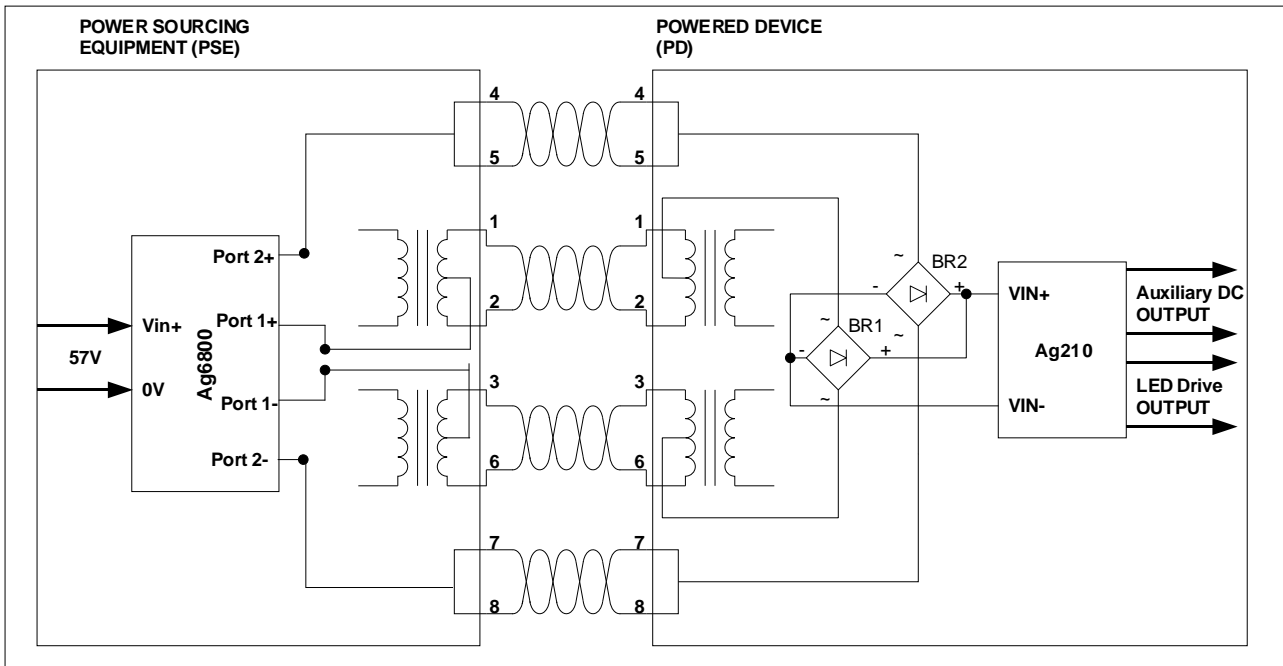 POWER SOURCING
EQUIPMENT (PSE)
POWERED DEVICE
(PD)
4
4
5
5
1
1
2
2
3
3
6
6
7
7
8
8
Port 2+
Port 1+
Port 1-
Port 2-
Vin+
57V
0V
Ag6800
~
BR2
-
+
~
~
BR1
-
+
~
VIN+
Ag210
VIN-
Auxiliary DC
OUTPUT
LED Drive
OUTPUT